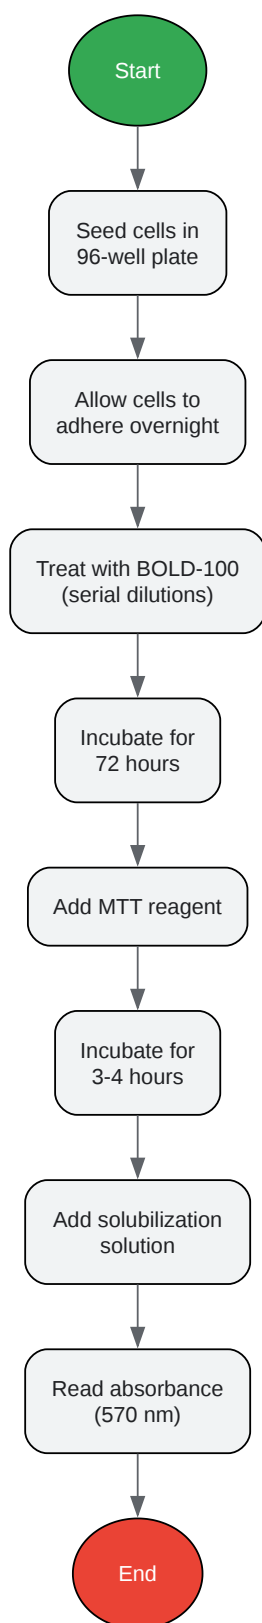 Start
Seed cells in
96-well plate
Allow cells to
adhere overnight
Treat with BOLD-100
(serial dilutions)
Incubate for
72 hours
Add MTT reagent
Incubate for
3-4 hours
Add solubilization
solution
Read absorbance
(570 nm)
End